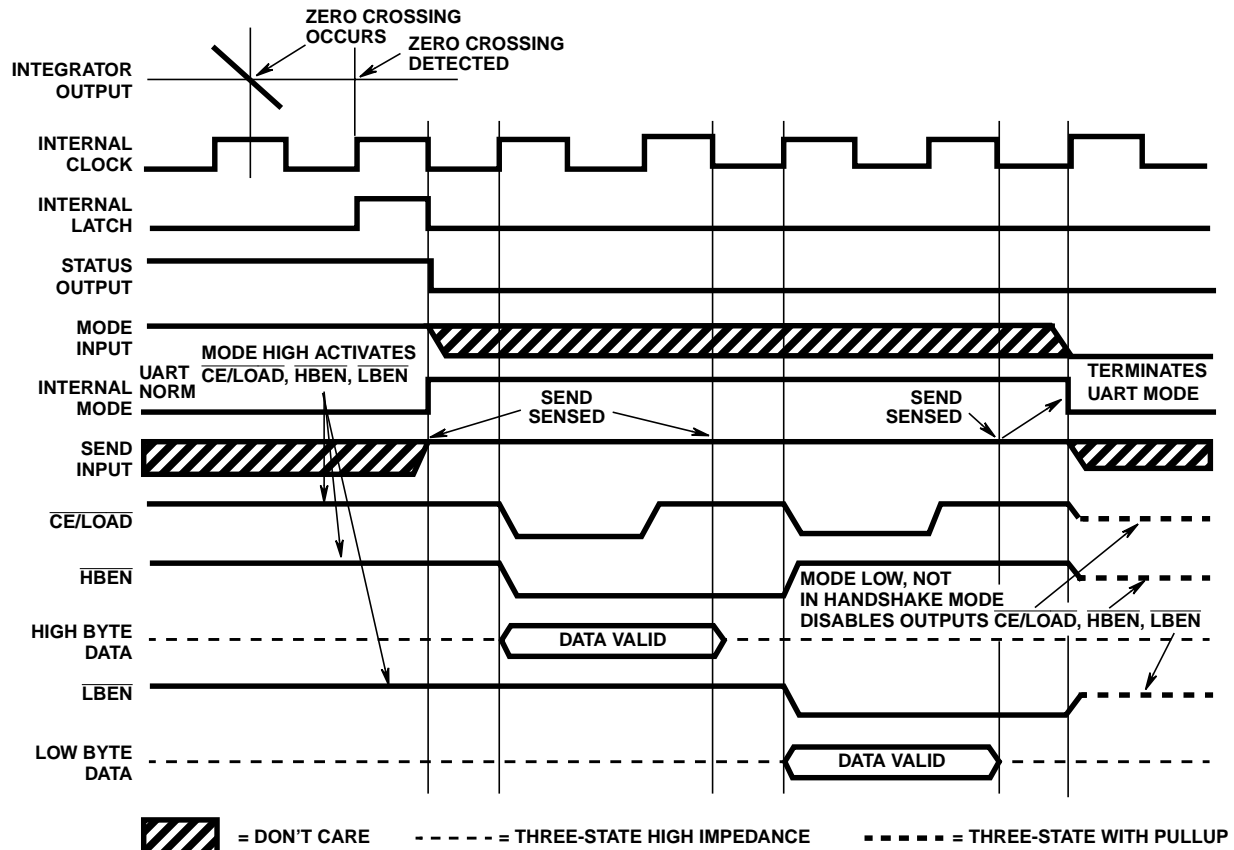 ZERO CROSSING
OCCURS
ZERO CROSSING
DETECTED
INTEGRATOR
OUTPUT
INTERNAL
CLOCK
INTERNAL
LATCH
STATUS
OUTPUT
MODE
INPUT
MODE HIGH ACTIVATES
CE/LOAD, HBEN, LBEN
UART
NORM
TERMINATES
UART MODE
INTERNAL
MODE
SEND
SENSED
SEND
SENSED
SEND
INPUT
CE/LOAD
HBEN
MODE LOW, NOT
IN HANDSHAKE MODE
DISABLES OUTPUTS CE/LOAD, HBEN, LBEN
HIGH BYTE
DATA
DATA VALID
LBEN
LOW BYTE
DATA
DATA VALID
= DON'T CARE
= THREE-STATE HIGH IMPEDANCE
= THREE-STATE WITH PULLUP